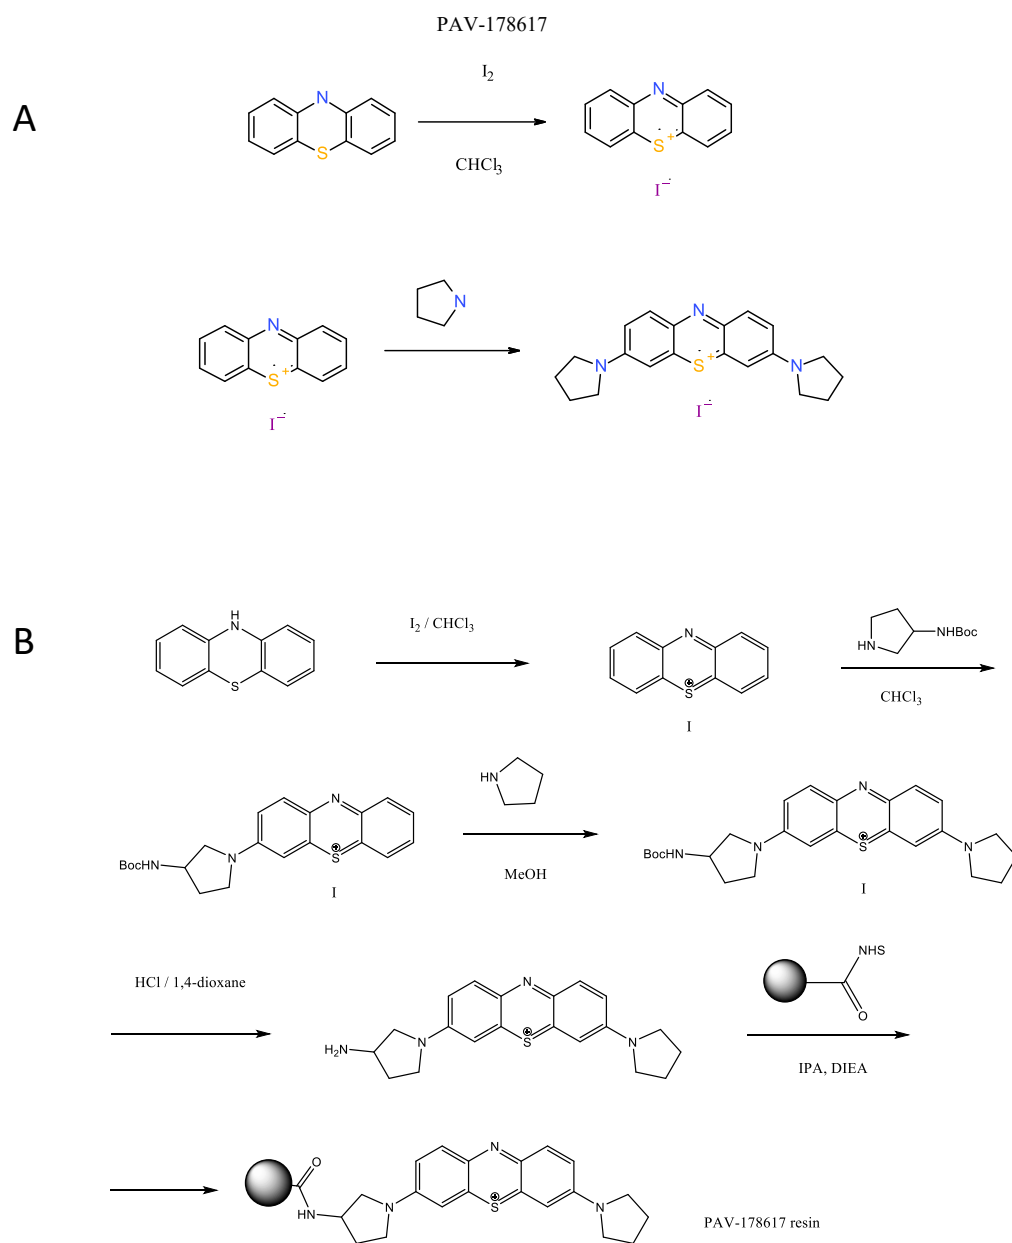 PAV-178617
A
I2
CHCl3
N
S
N
S+
I-
N
S+
I-
N
N
S+
N
N
I-
B
H
N
S
I2 / CHCl3
N
S
I
HN
NHBoc
CHCl3
BocHN
N
N
S
I
HN
MeOH
BocHN
N
N
S
N
I
HCl / 1,4-dioxane
H2N
N
N
S
N
NHS
O
IPA, DIEA
O
HN
N
N
S
N
PAV-178617 resin